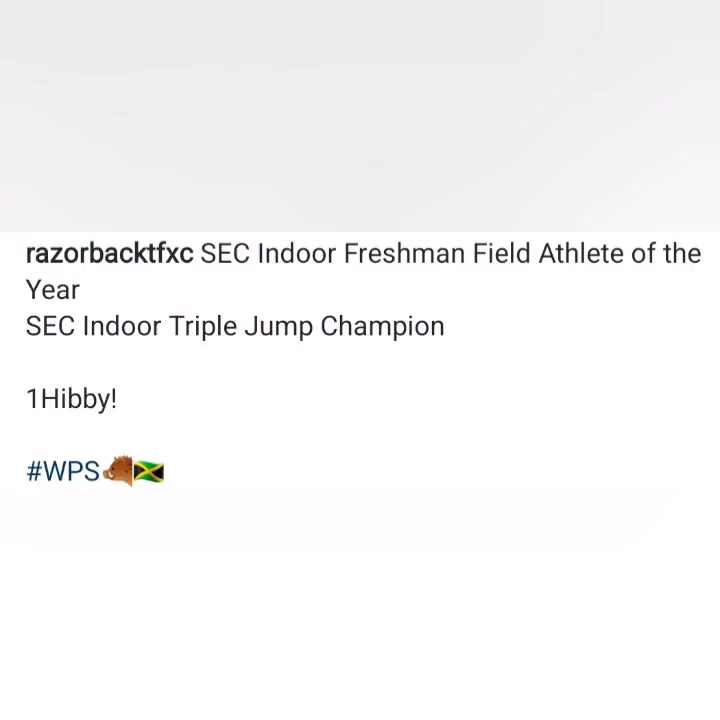 razorbacktfxc SEC Indoor Freshman Field Athlete of the
Year
SEC Indoor Triple Jump Champion
1Hibby!
#WPS🐗🇯🇲